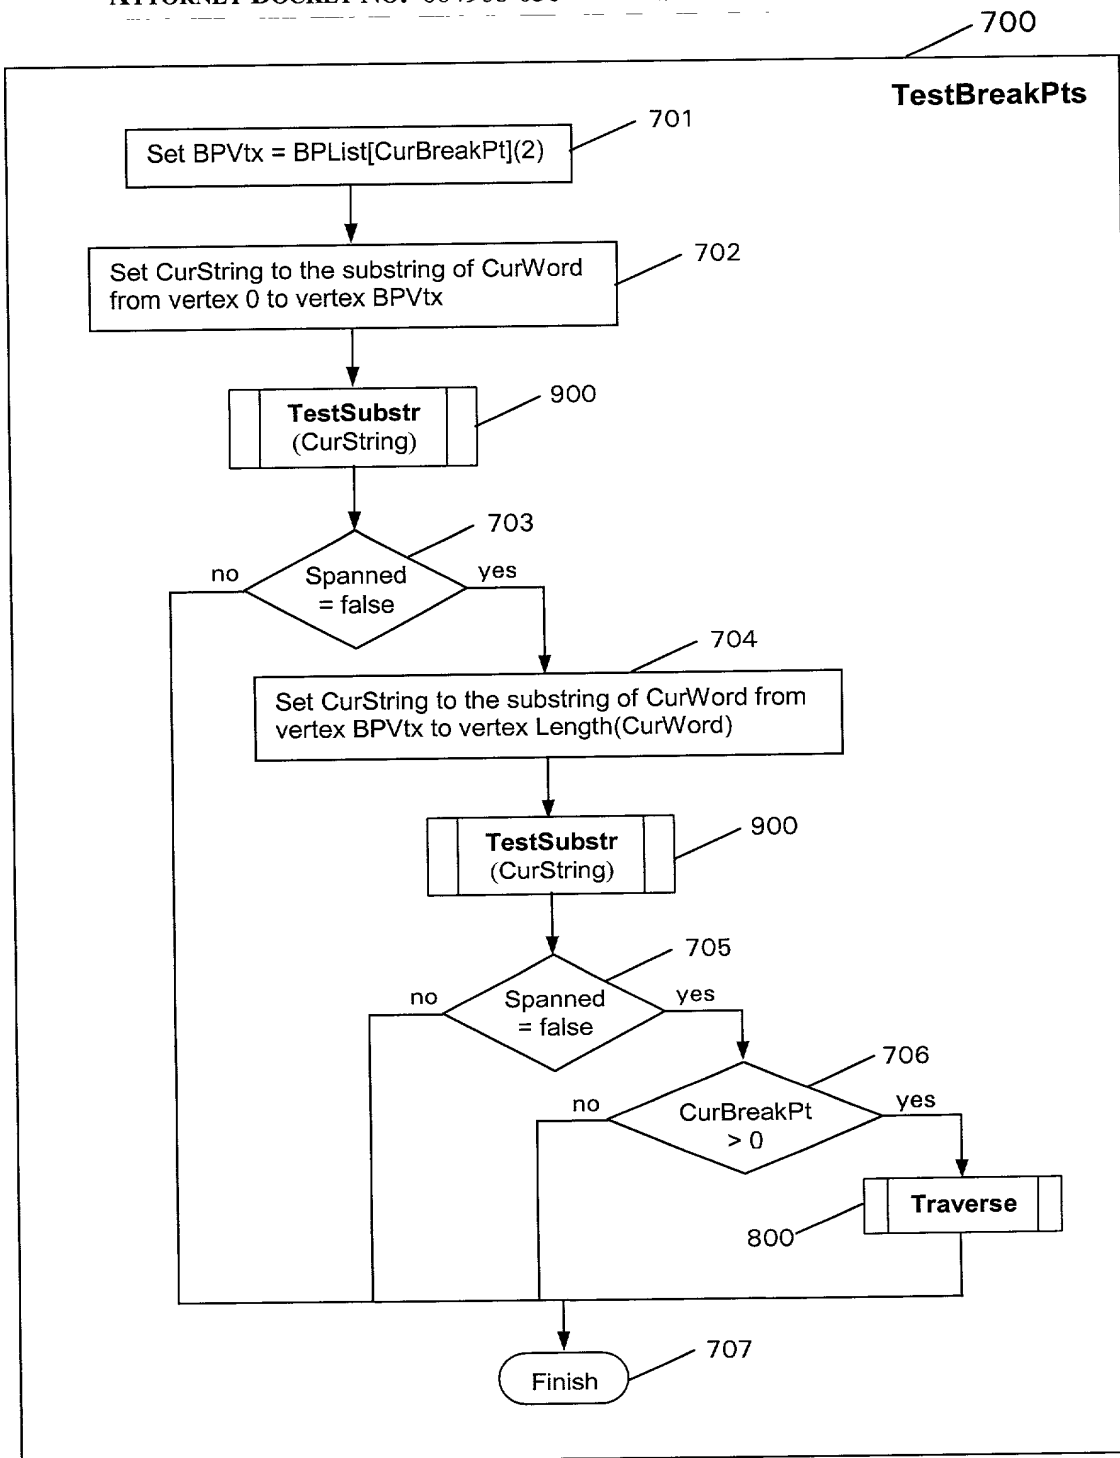 ATTORNEY DOCKET NO.
700
TestBreakPts
701
Set BPVtx = BPList[CurBreakPt](2)
702
Set CurString to the substring of CurWord
from vertex 0 to vertex BPVtx
900
TestSubstr
(CurString)
703
no
Spanned
= false
yes
704
Set CurString to the substring of CurWord from
vertex BPVtx to vertex Length(CurWord)
900
TestSubstr
(CurString)
705
no
Spanned
= false
yes
706
no
CurBreakPt
> 0
yes
Traverse
800
707
Finish